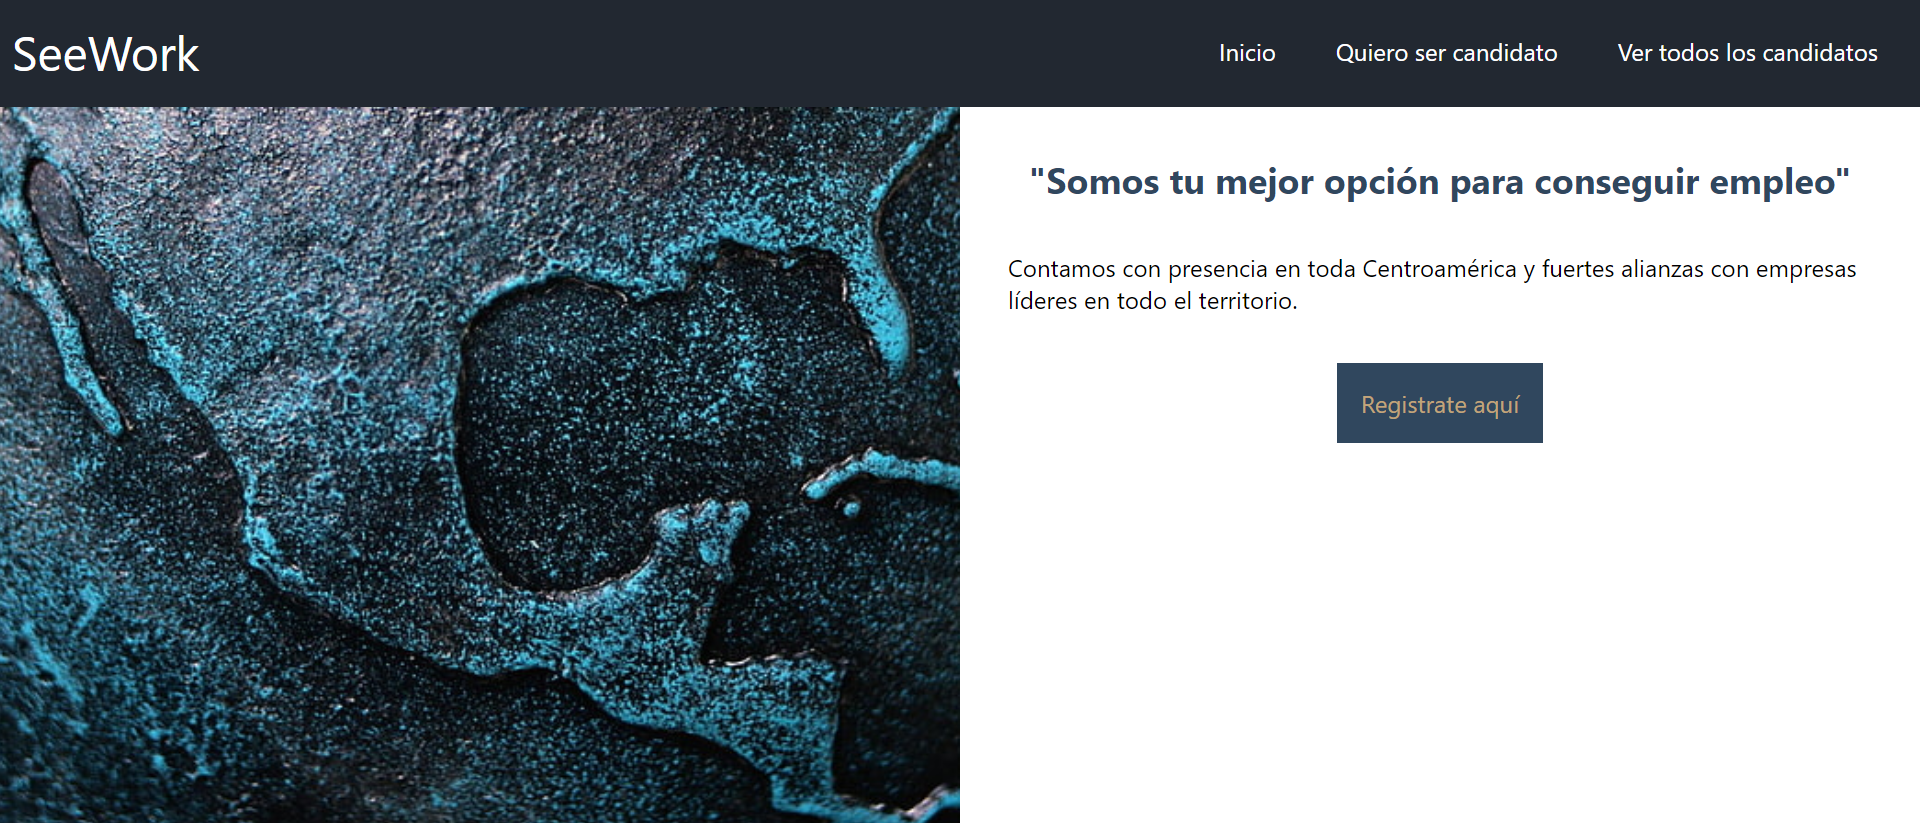 SeeWork
Inicio
Quiero ser candidato
Ver todos los candidatos
"Somos tu mejor opción para conseguir empleo"
Contamos con presencia en toda Centroamérica y fuertes alianzas con empresas
líderes en todo el territorio.
Registrate aquí